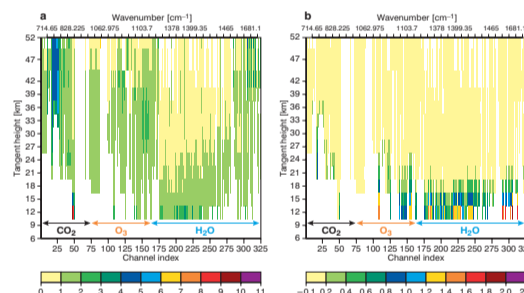 a
Wavenumber [cm⁻¹]
714.65 828.225 1062.975 1103.7 1378 1399.35 1465 1681.1
Tangent height [km]
52
47
42
39
36
33
30
27
24
21
18
15
12
9
6
CO₂ O₃ H₂O
25 50 75 100 125 150 175 200 225 250 275 300 325
Channel index
0 1 2 3 4 5 6 7 8 9 10 11
b
Wavenumber [cm⁻¹]
714.65 828.225 1062.975 1103.7 1378 1399.35 1465
Tangent height [km]
52
47
42
39
36
33
30
27
24
21
18
15
12
9
6
CO₂ O₃ H₂O
25 50 75 100 125 150 175 200 225 250 275 300
Channel index
−0.1 0.2 0.4 0.6 0.8 1.0 1.2 1.4 1.6 1.8 2.0